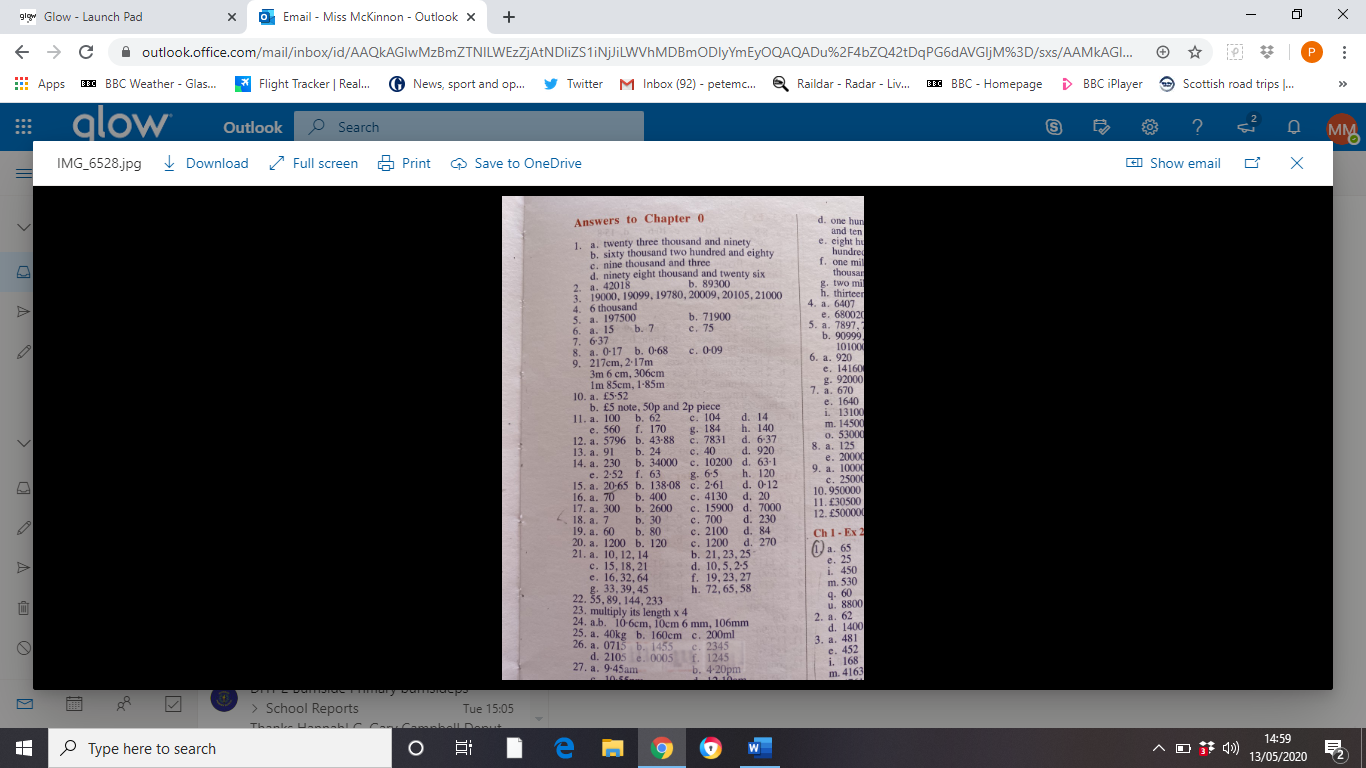 glow Glow - Launch Pad
Email - Miss McKinnon - Outlook
outlook.office.com/mail/inbox/id/AAQkAGIwMzBmZTNlLWEzZjAtNDliZS1iNjJiLWVhMDBmODIyYmEyOQAQADu%2F4bZQ42tDqPG6dAVGljM%3D/sxs/AAMkAGI...
Apps
BBC Weather - Glas...
Flight Tracker | Real...
News, sport and op...
Twitter
Inbox (92) - petemc...
Raildar - Radar - Liv...
BBC - Homepage
BBC iPlayer
Scottish road trips |...
»
glow
Outlook
Search
2
MM
IMG_6528.jpg
Download
Full screen
Print
Save to OneDrive
Show email
Answers to Chapter 0
1. a. twenty three thousand and ninety
b. sixty thousand two hundred and eighty
c. nine thousand and three
d. ninety eight thousand and twenty six
2. a. 42018 b. 89300
3. 19000, 19099, 19780, 20009, 20105, 21000
4. 6 thousand
5. a. 197500 b. 71900
6. a. 15 b. 7 c. 75
7. 6·37
8. a. 0·17 b. 0·68 c. 0·09
9. 217cm, 2·17m
3m 6 cm, 306cm
1m 85cm, 1·85m
10. a. £5·52
b. £5 note, 50p and 2p piece
11. a. 100 b. 62 c. 104 d. 14
e. 560 f. 170 g. 184 h. 140
12. a. 5796 b. 43·88 c. 7831 d. 6·37
13. a. 91 b. 24 c. 40 d. 920
14. a. 230 b. 34000 c. 10200 d. 63·1
e. 2·52 f. 63 g. 6·5 h. 120
15. a. 20·65 b. 138·08 c. 2·61 d. 0·12
16. a. 70 b. 400 c. 4130 d. 20
17. a. 300 b. 2600 c. 15900 d. 7000
18. a. 7 b. 30 c. 700 d. 230
19. a. 60 b. 80 c. 2100 d. 84
20. a. 1200 b. 120 c. 1200 d. 270
21. a. 10, 12, 14 b. 21, 23, 25
c. 15, 18, 21 d. 10, 5, 2·5
e. 16, 32, 64 f. 19, 23, 27
g. 33, 39, 45 h. 72, 65, 58
22. 55, 89, 144, 233
23. multiply its length x 4
24. a.b. 10·6cm, 10cm 6 mm, 106mm
25. a. 40kg b. 160cm c. 200ml
26. a. 0715 b. 1455 c. 2345
d. 2105 e. 0005 f. 1245
27. a. 9·45am b. 4·20pm
d. one hun
and ten
e. eight hu
hundred
f. one mil
thousan
g. two mil
h. thirteen
4. a. 6407
e. 68002
5. a. 7897, 7
b. 90999,
10100
6. a. 920
e. 14160
g. 92000
7. a. 670
e. 1640
i. 13100
m. 14500
o. 53000
8. a. 125
e. 20000
9. a. 10000
c. 25000
10. 950000
11. £30500
12. £500000
Ch 1 - Ex 2
1. a. 65
e. 25
i. 450
m. 530
q. 60
u. 8800
2. a. 62
d. 1400
3. a. 481
e. 452
i. 168
m. 4163
> School Reports
Tue 15:05
Type here to search
14:59
13/05/2020
2